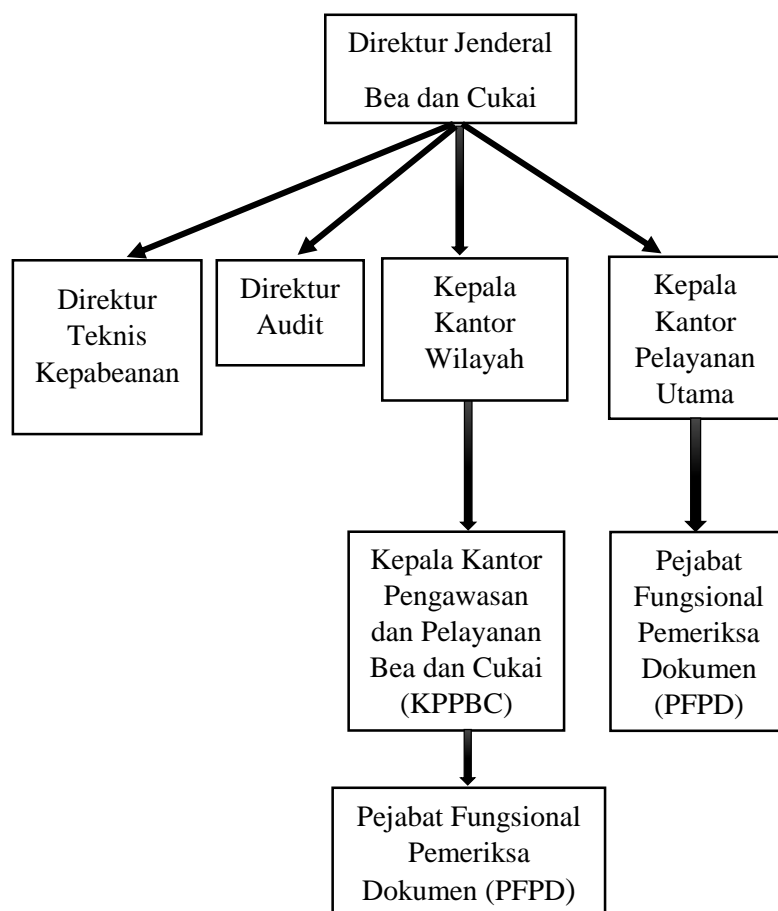 Direktur Jenderal
Bea dan Cukai
Direktur
Teknis
Kepabeanan
Direktur
Audit
Kepala
Kantor
Wilayah
Kepala
Kantor
Pelayanan
Utama
Kepala Kantor
Pengawasan
dan Pelayanan
Bea dan Cukai
(KPPBC)
Pejabat
Fungsional
Pemeriksa
Dokumen
(PFPD)
Pejabat Fungsional
Pemeriksa
Dokumen (PFPD)